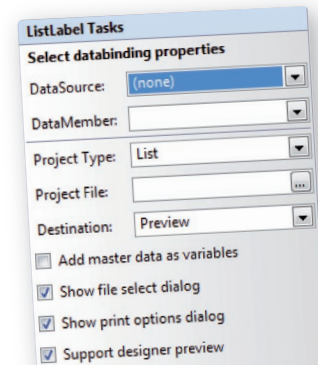 ListLabel Tasks
Select databinding properties
DataSource: (none)
DataMember:
Project Type: List
Project File: ...
Destination: Preview
Add master data as variables
Show file select dialog
Show print options dialog
Support designer preview